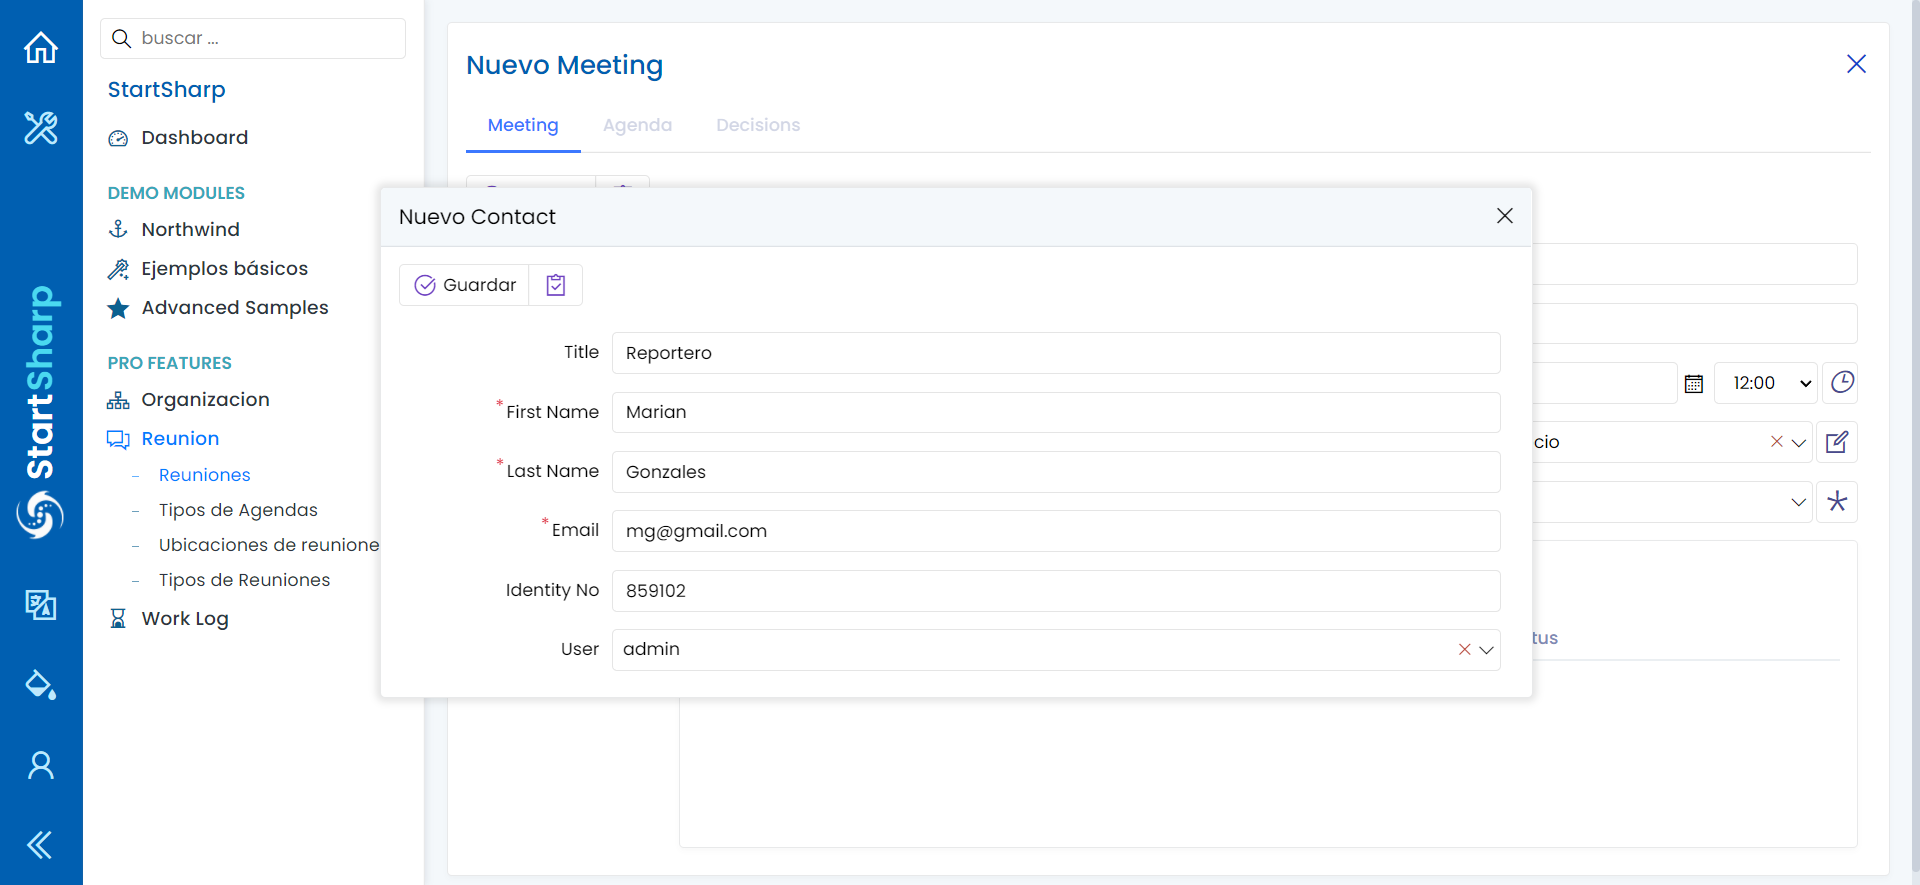 buscar ...
StartSharp
Dashboard
DEMO MODULES
Northwind
Ejemplos básicos
Advanced Samples
PRO FEATURES
Organizacion
Reunion
Reuniones
Tipos de Agendas
Ubicaciones de reunione
Tipos de Reuniones
Work Log
StartSharp
Nuevo Meeting
Meeting
Agenda
Decisions
12:00
cio
tus
Nuevo Contact
Guardar
Title
Reportero
*First Name
Marian
*Last Name
Gonzales
*Email
mg@gmail.com
Identity No
859102
User
admin